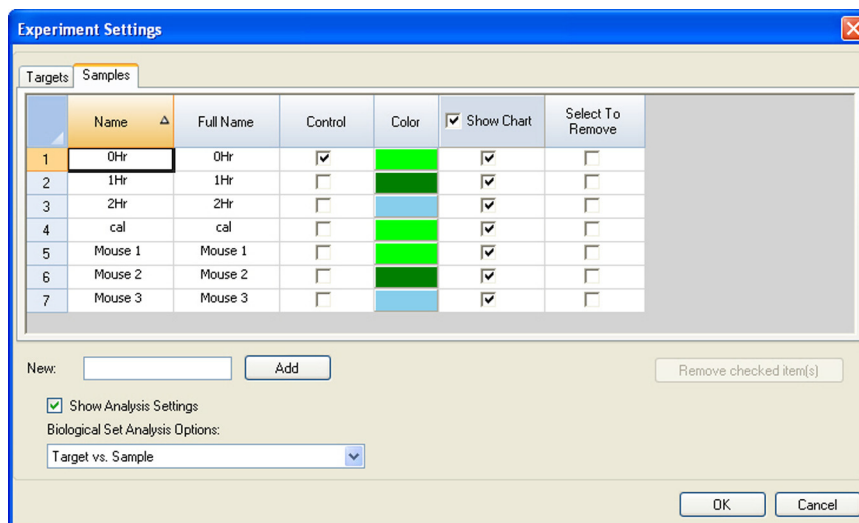 Experiment Settings
Targets Samples
Name Full Name Control Color Show Chart Select To Remove
1 0Hr 0Hr
2 1Hr 1Hr
3 2Hr 2Hr
4 cal cal
5 Mouse 1 Mouse 1
6 Mouse 2 Mouse 2
7 Mouse 3 Mouse 3
New: Add Remove checked item(s)
Show Analysis Settings
Biological Set Analysis Options:
Target vs. Sample
OK Cancel